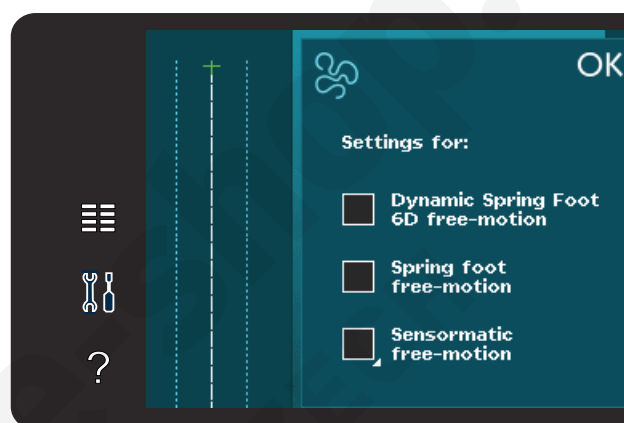 OK
Settings for:
Dynamic Spring Foot
6D free-motion
Spring foot
free-motion
Sensormatic
free-motion
?